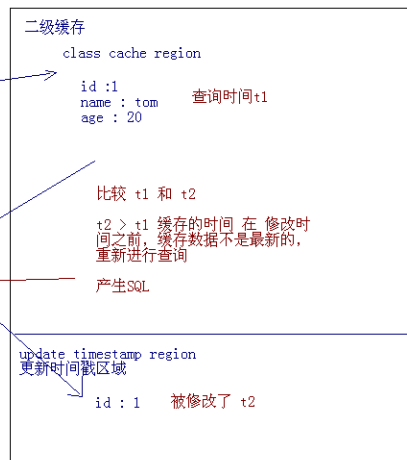 二级缓存
class cache region
id :1
name : tom
age : 20
查询时间t1
比较 t1 和 t2
t2 > t1 缓存的时间 在 修改时
间之前，缓存数据不是最新的，
重新进行查询
产生SQL
update timestamp region
更新时间戳区域
id : 1
被修改了 t2